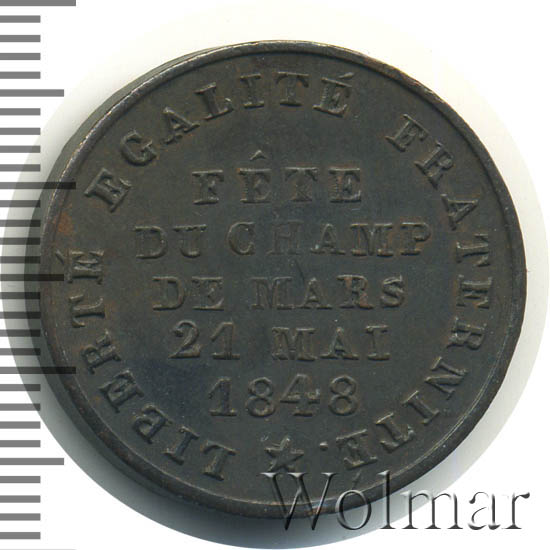 LIBERTÉ EGALITÉ FRATERNITÉ.
FÊTE
DU CHAMP
DE MARS
21 MAI
1848
Wolmar